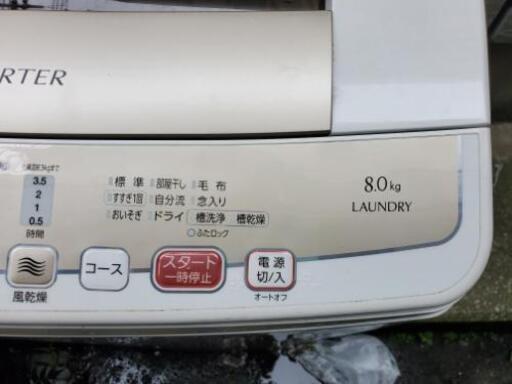 RTER
8.0kg
LAUNDRY
3.5
2
1
0.5
時間
標準 部屋干し 毛布
すすぎ1回 自分流 念入り
おいそぎ ドライ 槽洗浄 槽乾燥
ふたロック
風乾燥
コース
スタート
一時停止
電源
切/入
オートオフ